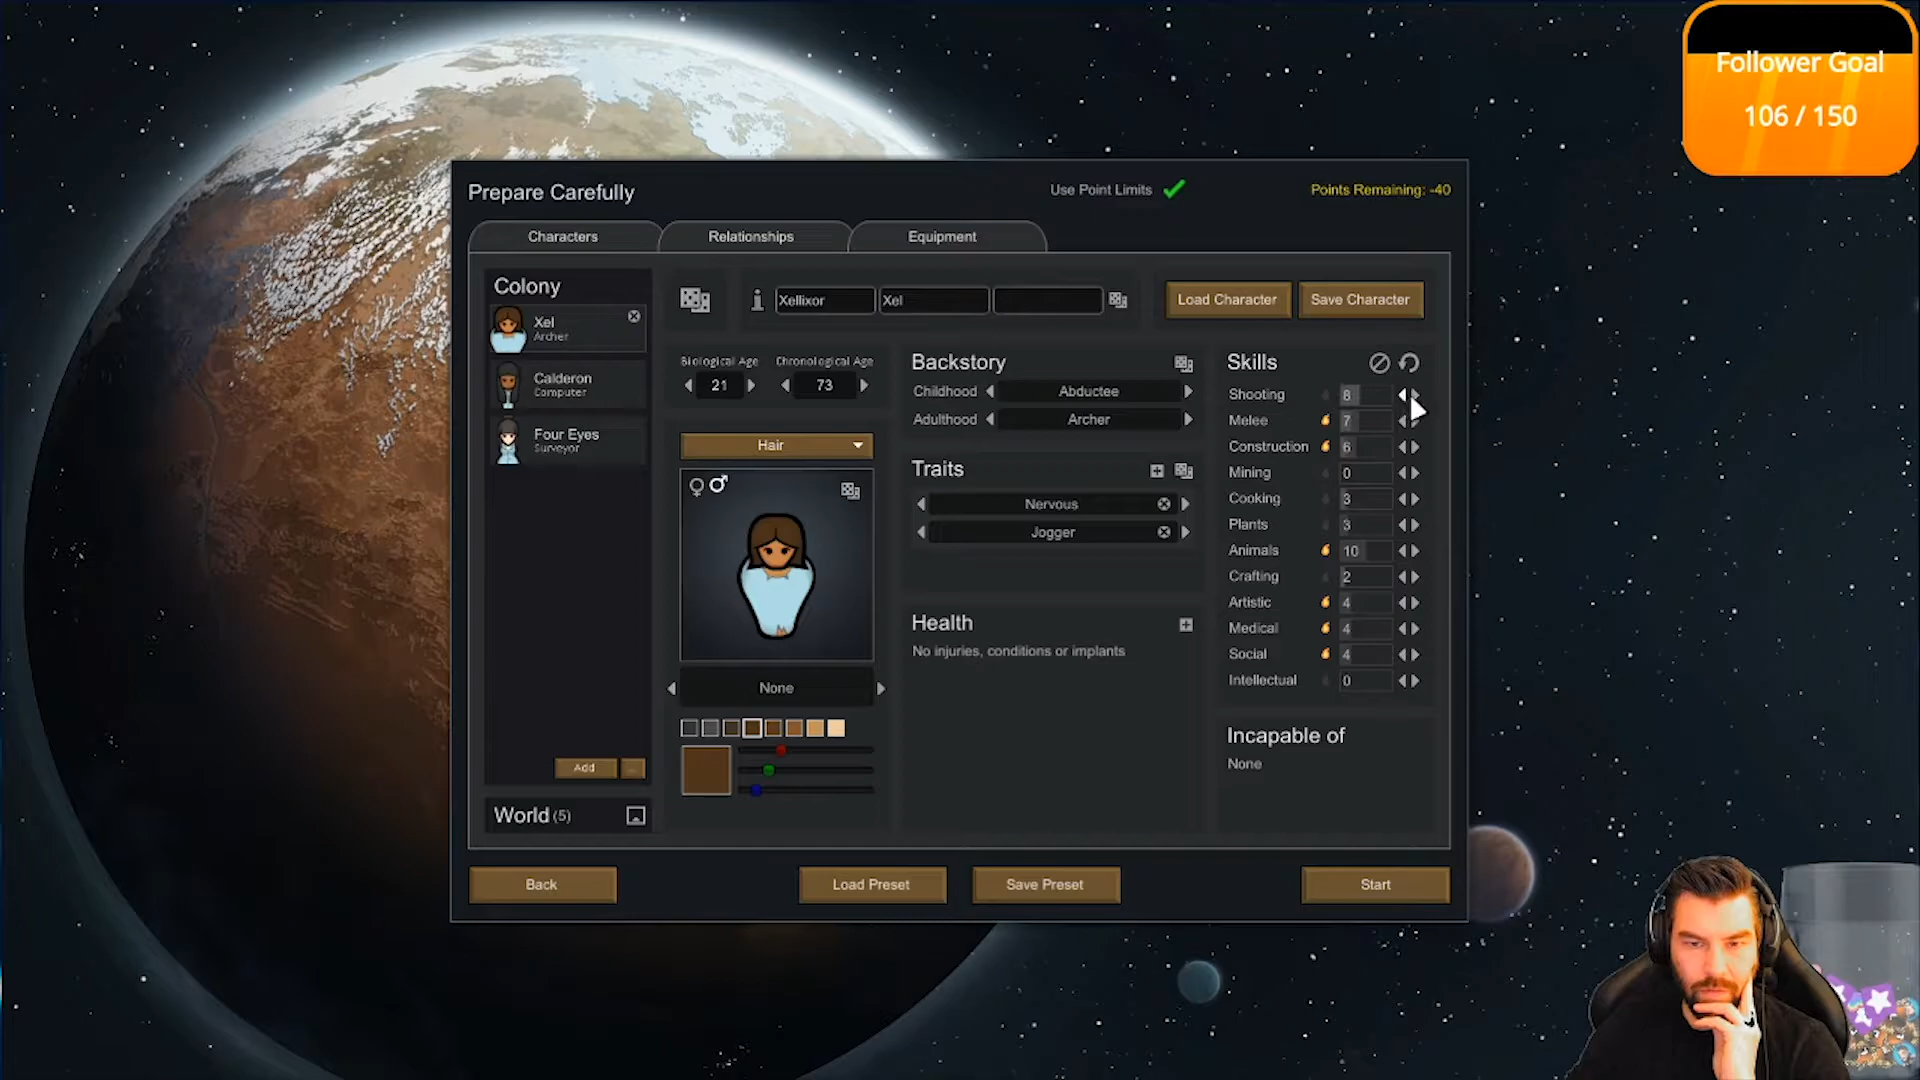 Follower Goal
106 / 150
Prepare Carefully
Use Point Limits
Points Remaining: -40
Characters
Relationships
Equipment
Colony
Xel
Archer
Calderon
Computer
Four Eyes
Surveyor
Add
World (5)
Xellixor
Xel
Load Character
Save Character
Biological Age
Chronological Age
21
73
Hair
None
Backstory
Childhood
Abductee
Adulthood
Archer
Traits
Nervous
Jogger
Health
No injuries, conditions or implants
Skills
Shooting 8
Melee 7
Construction 6
Mining 0
Cooking 3
Plants 3
Animals 10
Crafting 2
Artistic 4
Medical 4
Social 4
Intellectual 0
Incapable of
None
Back
Load Preset
Save Preset
Start